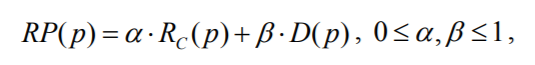 RP(p) = α · R_C(p) + β · D(p) , 0 ≤ α, β ≤ 1 ,